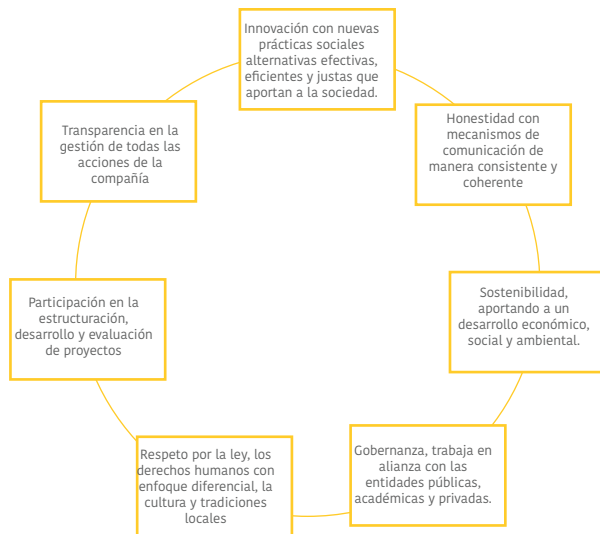 Innovación con nuevas
prácticas sociales
alternativas efectivas,
eficientes y justas que
aportan a la sociedad.
Honestidad con
mecanismos de
comunicación de
manera consistente y
coherente
Sostenibilidad,
aportando a un
desarrollo económico,
social y ambiental.
Gobernanza, trabaja en
alianza con las
entidades públicas,
académicas y privadas.
Respeto por la ley, los
derechos humanos con
enfoque diferencial, la
cultura y tradiciones
locales
Participación en la
estructuración,
desarrollo y evaluación
de proyectos
Transparencia en la
gestión de todas las
acciones de la
compañía